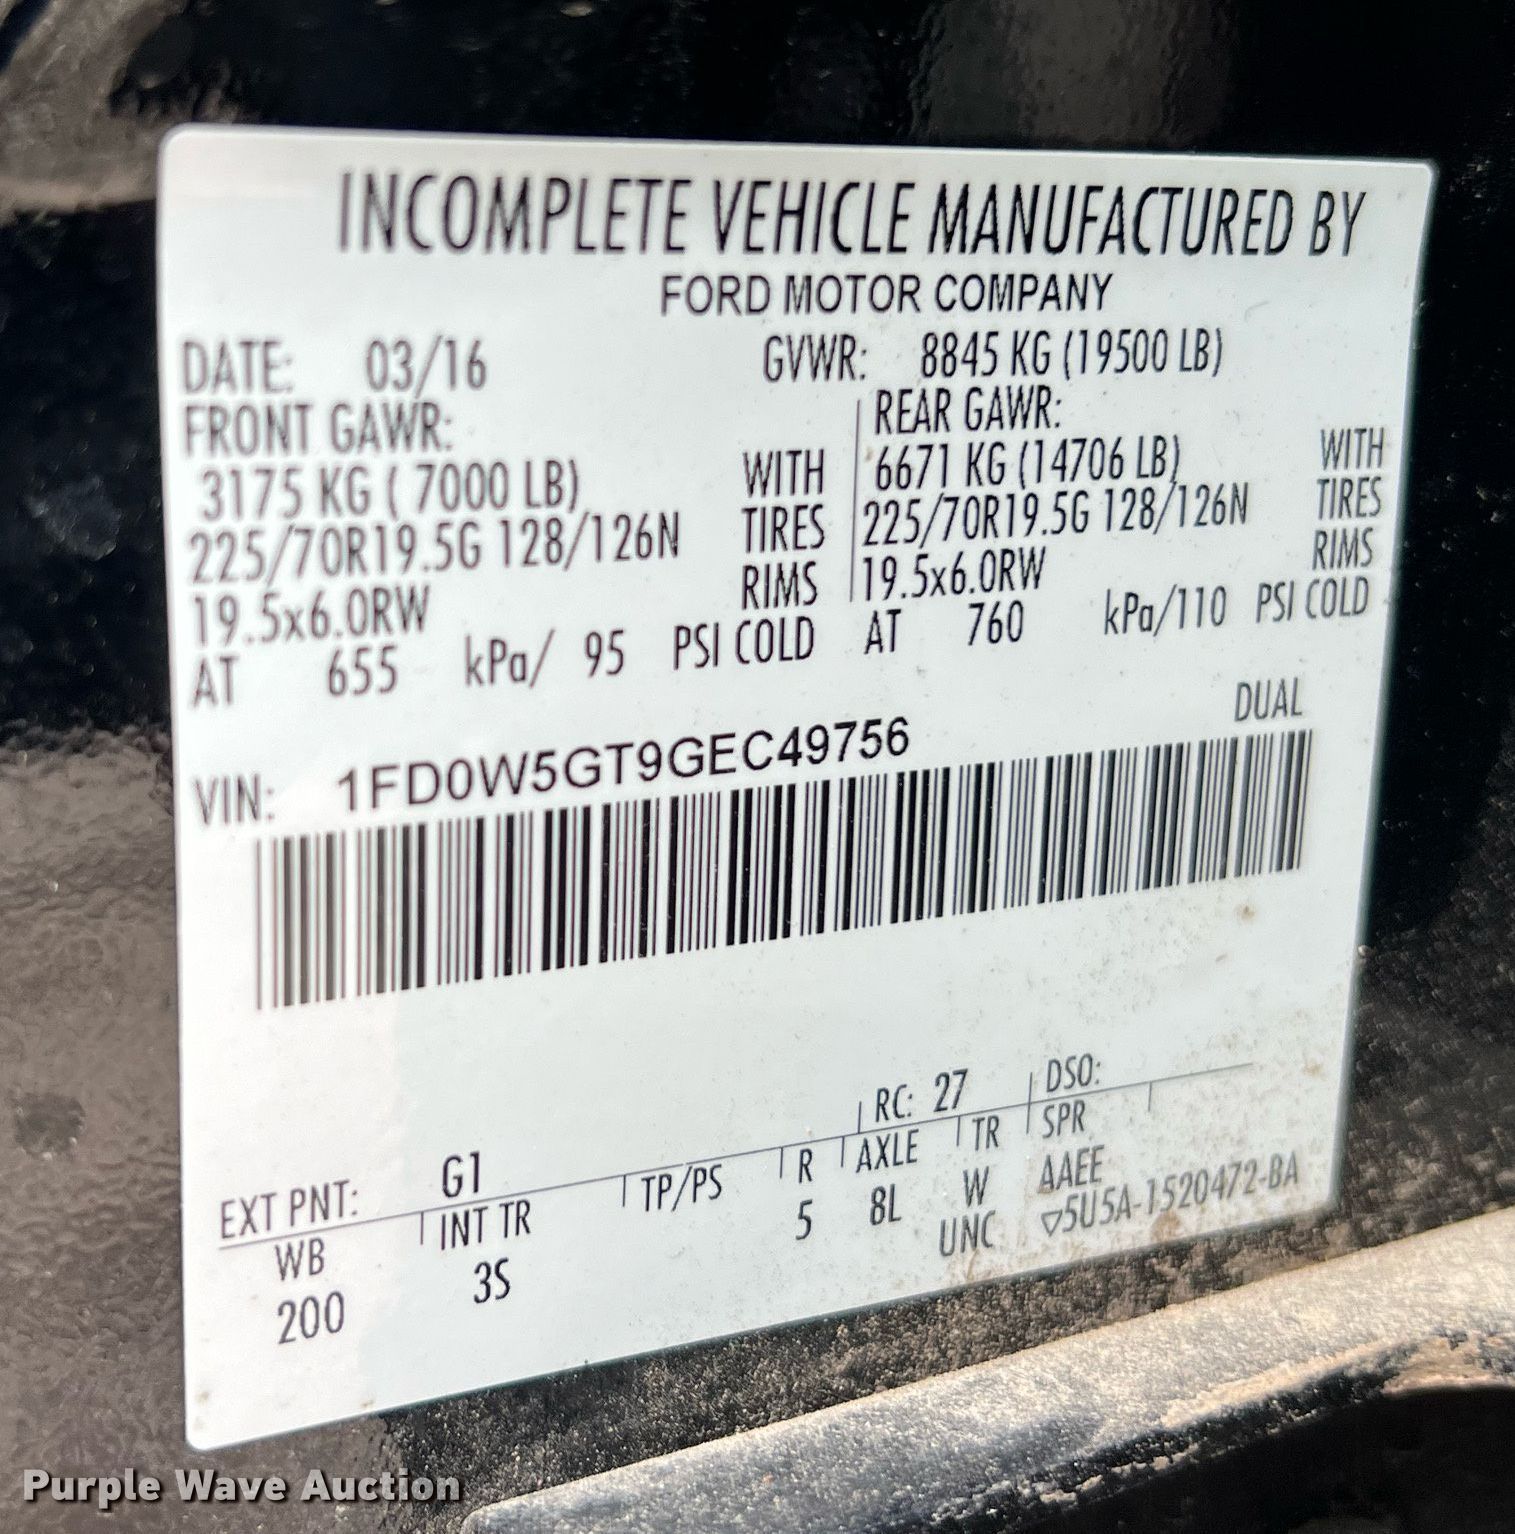 INCOMPLETE VEHICLE MANUFACTURED BY
FORD MOTOR COMPANY
DATE: 03/16 GVWR: 8845 KG (19500 LB)
FRONT GAWR: REAR GAWR:
3175 KG ( 7000 LB) WITH 6671 KG (14706 LB) WITH
225/70R19.5G 128/126N TIRES 225/70R19.5G 128/126N TIRES
19.5x6.0RW RIMS 19.5x6.0RW RIMS
AT 655 kPa/ 95 PSI COLD AT 760 kPa/110 PSI COLD
DUAL
VIN: 1FD0W5GT9GEC49756
EXT PNT: G1 RC: 27 DSO:
WB INT TR TP/PS R AXLE TR SPR
200 3S 5 8L W AAEE
UNC ▽5U5A-1520472-BA
Purple Wave Auction